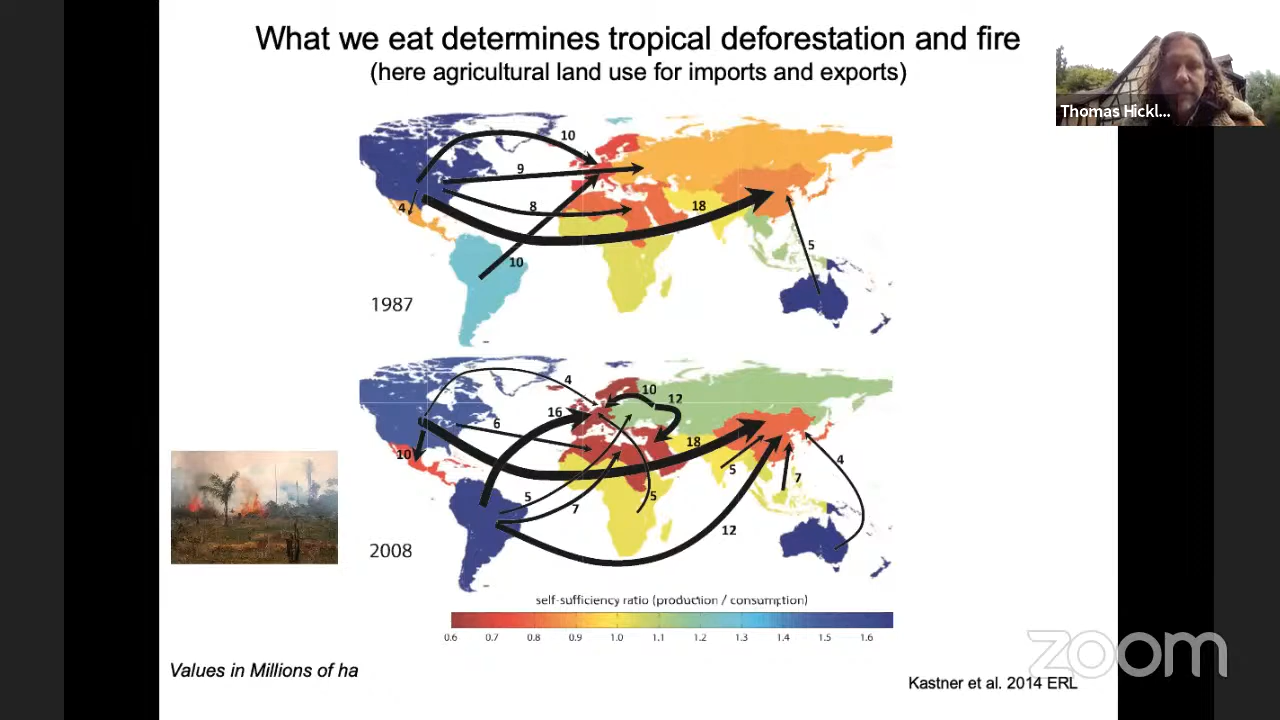 What we eat determines tropical deforestation and fire
(here agricultural land use for imports and exports)
Thomas Hickl...
10
9
4
8
18
10
5
1987
4
10
12
16
6
18
10
5
4
7
5
7
5
12
2008
self-sufficiency ratio (production / consumption)
0.6 0.7 0.8 0.9 1.0 1.1 1.2 1.3 1.4 1.5 1.6
zoom
Values in Millions of ha
Kastner et al. 2014 ERL